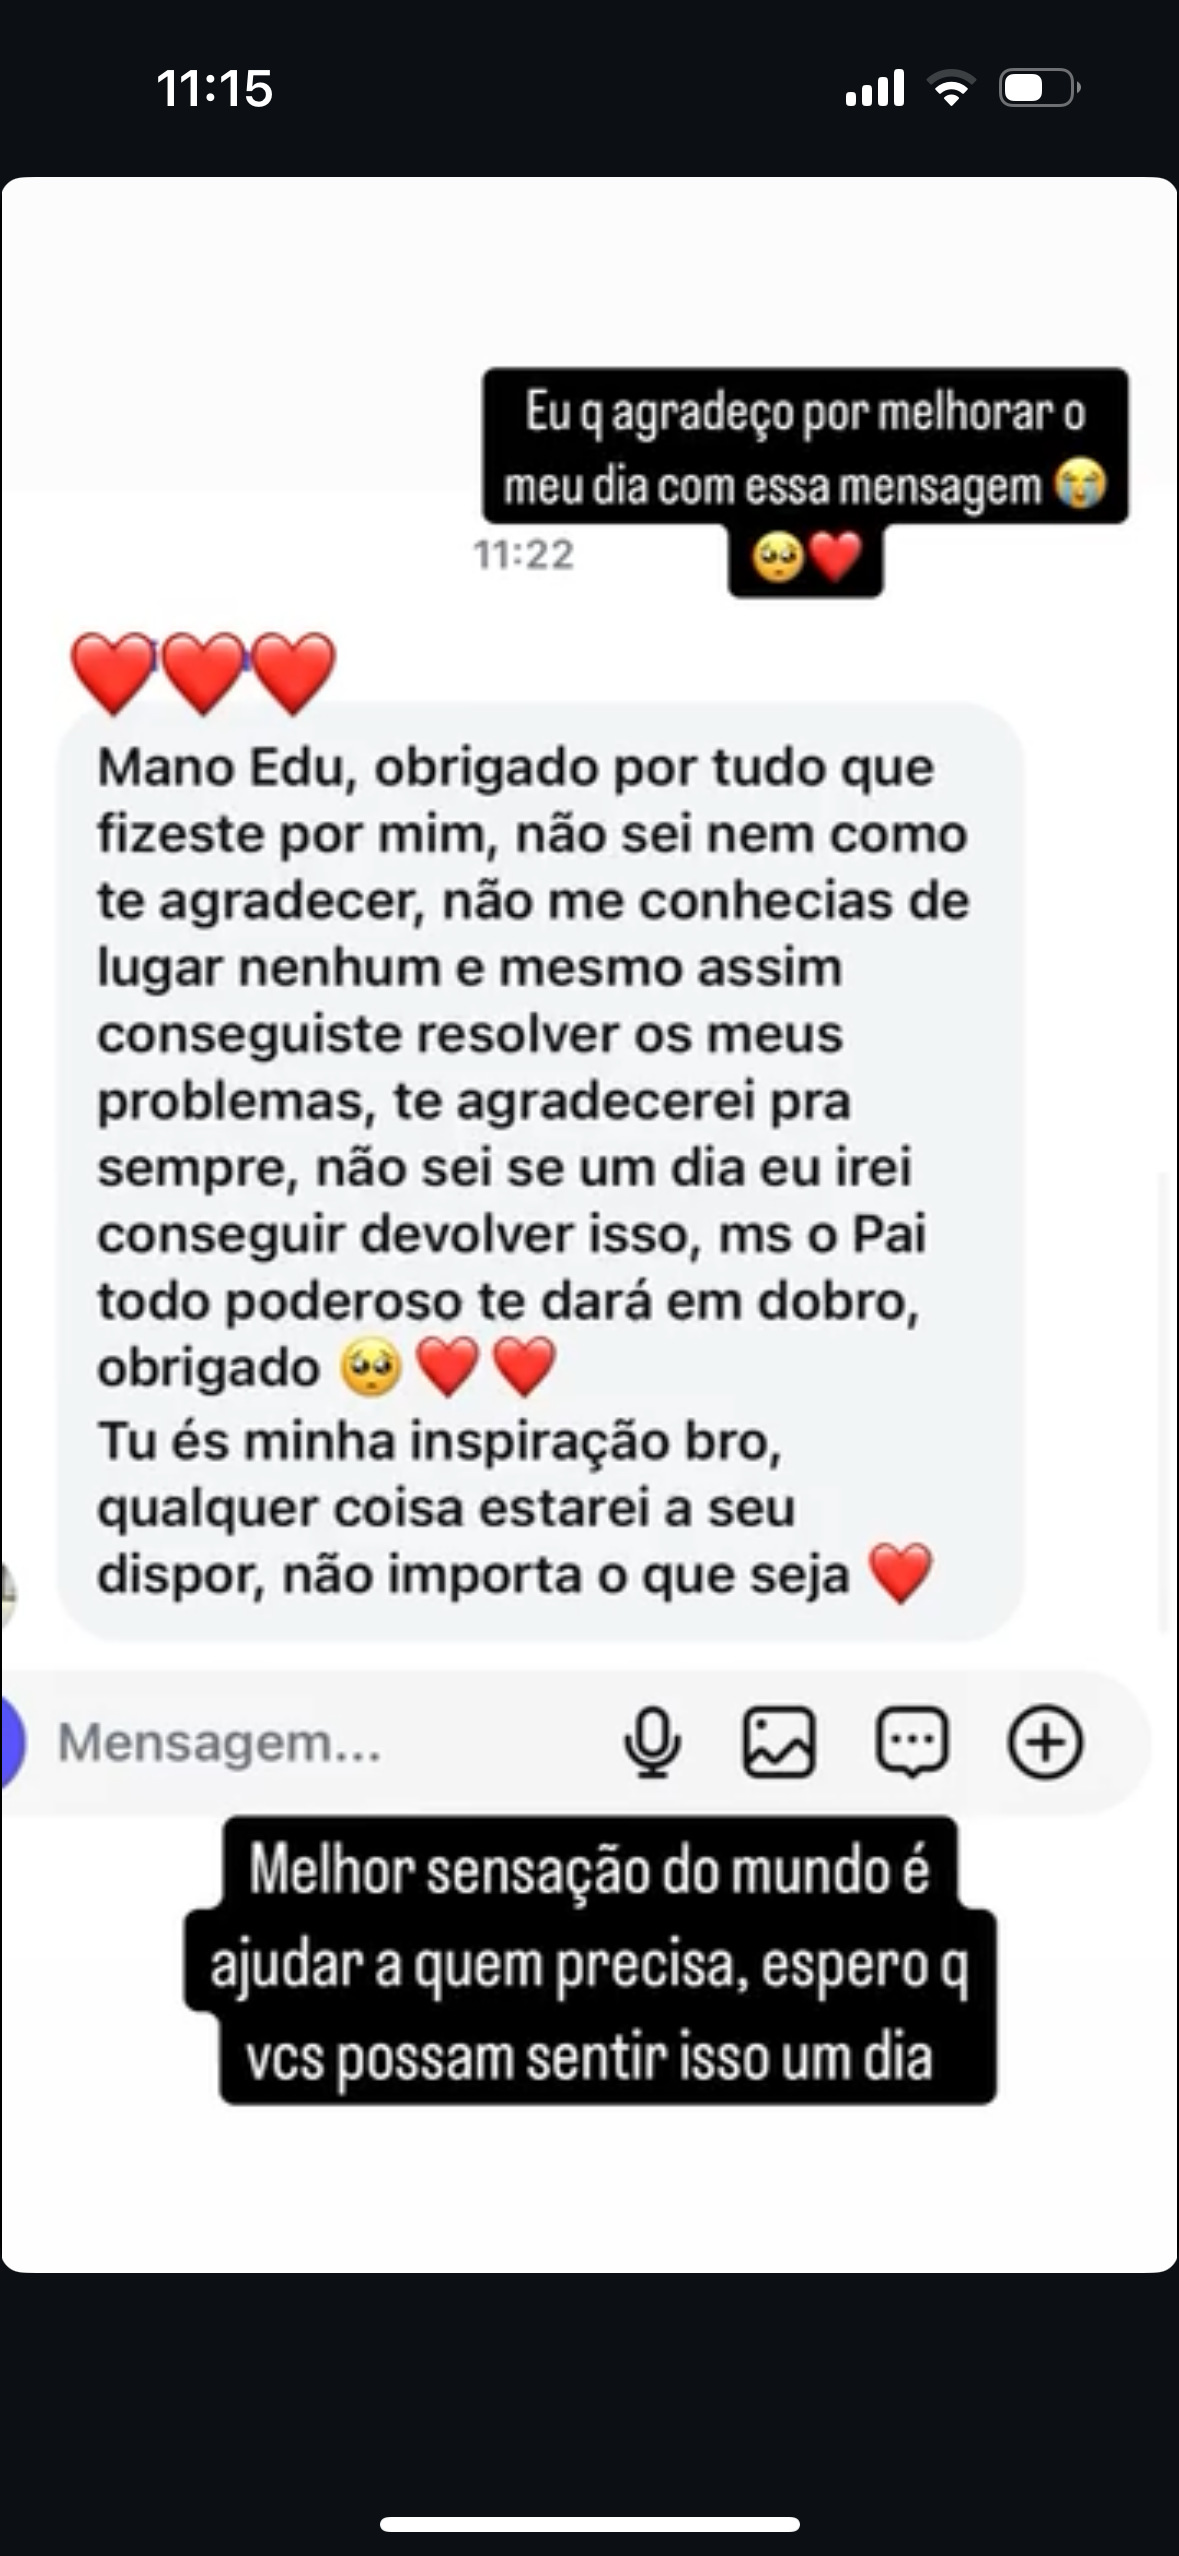 11:15
Eu q agradeço por melhorar o
meu dia com essa mensagem 😭
🥺❤️
11:22
❤️❤️❤️
Mano Edu, obrigado por tudo que
fizeste por mim, não sei nem como
te agradecer, não me conhecias de
lugar nenhum e mesmo assim
conseguiste resolver os meus
problemas, te agradecerei pra
sempre, não sei se um dia eu irei
conseguir devolver isso, ms o Pai
todo poderoso te dará em dobro,
obrigado 🥺❤️❤️
Tu és minha inspiração bro,
qualquer coisa estarei a seu
dispor, não importa o que seja ❤️
Mensagem...
Melhor sensação do mundo é
ajudar a quem precisa, espero q
vcs possam sentir isso um dia